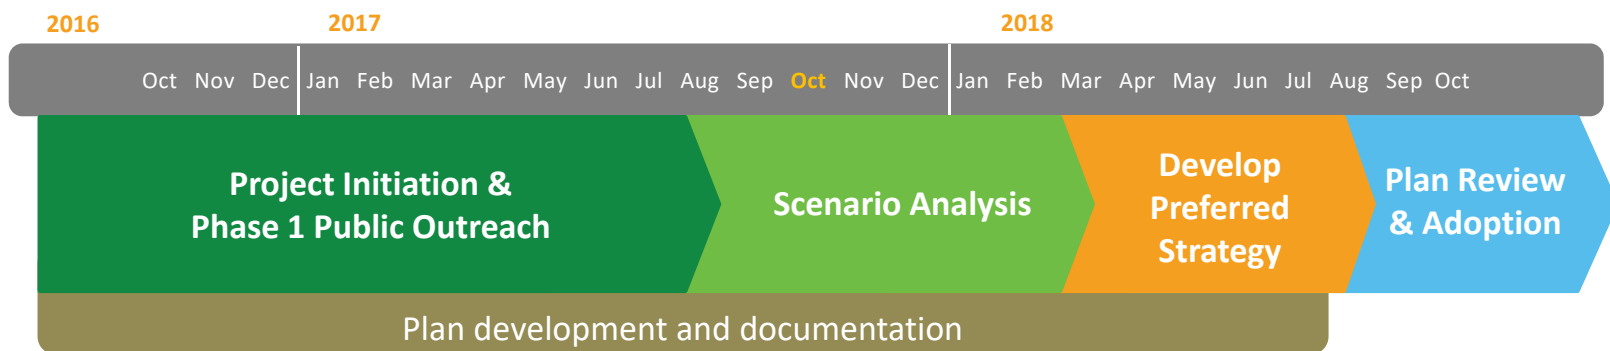 2016 2017 2018
Oct Nov Dec Jan Feb Mar Apr May Jun Jul Aug Sep Oct Nov Dec Jan Feb Mar Apr May Jun Jul Aug Sep Oct
Project Initiation &
Phase 1 Public Outreach
Scenario Analysis
Develop
Preferred
Strategy
Plan Review
& Adoption
Plan development and documentation